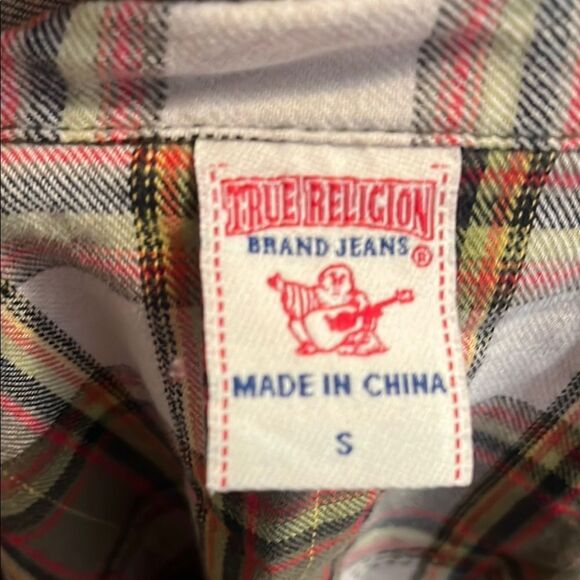 TRUE RELIGION
BRAND JEANS ®
MADE IN CHINA
S